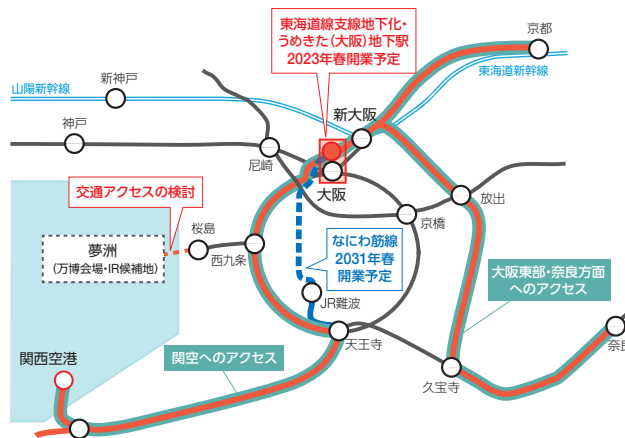 東海道線支線地下化・
うめきた(大阪)地下駅
2023年春開業予定
京都
山陽新幹線
新神戸
東海道新幹線
新大阪
神戸
尼崎
大阪
交通アクセスの検討
放出
京橋
桜島
夢洲
(万博会場・IR候補地)
西九条
なにわ筋線
2031年春
開業予定
大阪東部・奈良方面
へのアクセス
JR難波
天王寺
奈良
関西空港
関空へのアクセス
久宝寺